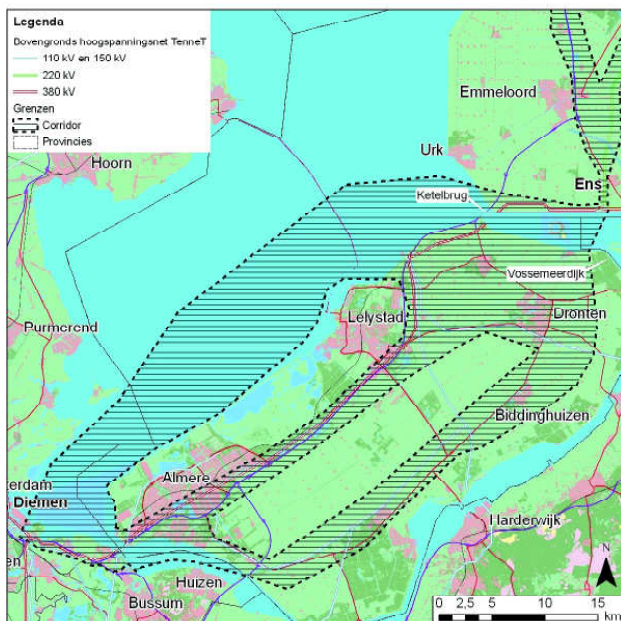 Legenda
Bovengronds hoogspanningsnet TenneT
110 kV en 150 kV
220 kV
380 kV
Grenzen
Corridor
Provincies
Emmeloord
Hoorn
Urk
Ens
Ketelbrug
Vossemeerdijk
Lelystad
Dronten
Purmerend
Biddinghuizen
Almere
terdam
Diemen
Harderwijk
en
Huizen
Bussum
N
0 2,5 5 10 15
km